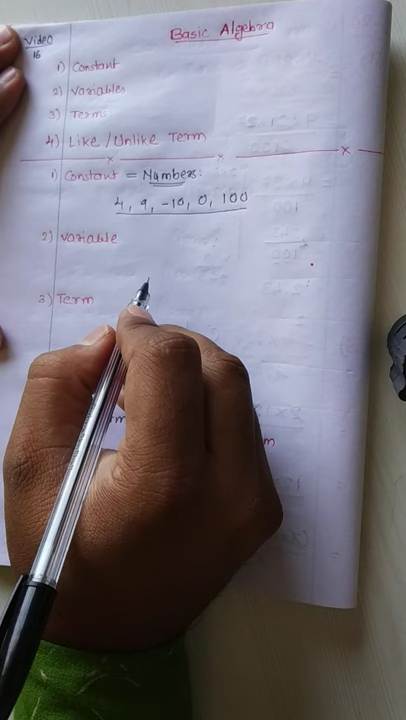 Video
16
Basic Algebra
1) Constant
2) Variables
3) Terms
4) Like / Unlike Term
1) Constant = Numbers:
4, 9, -10, 0, 100
2) Variable
3) Term